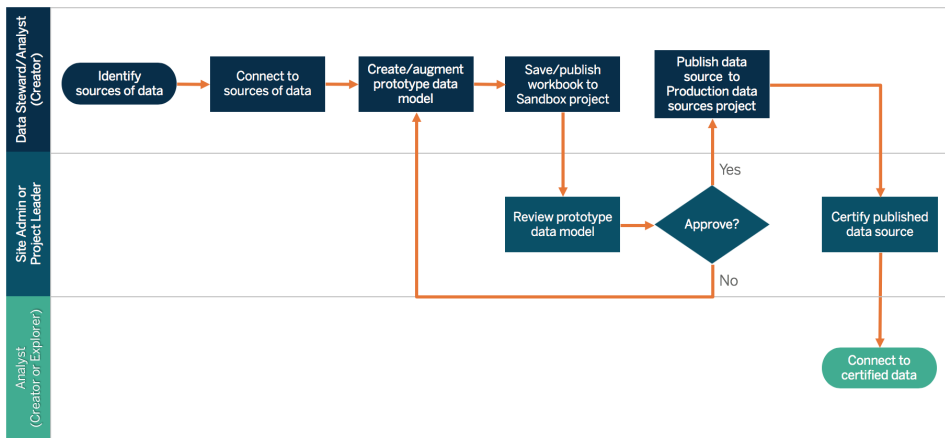 Data Steward/Analyst
(Creator)
Identify
sources of data
Connect to
sources of data
Create/augment
prototype data
model
Save/publish
workbook to
Sandbox project
Publish data
source to
Production data
sources project
Site Admin or
Project Leader
Review prototype
data model
Approve?
Yes
No
Certify published
data source
Analyst
(Creator or Explorer)
Connect to
certified data